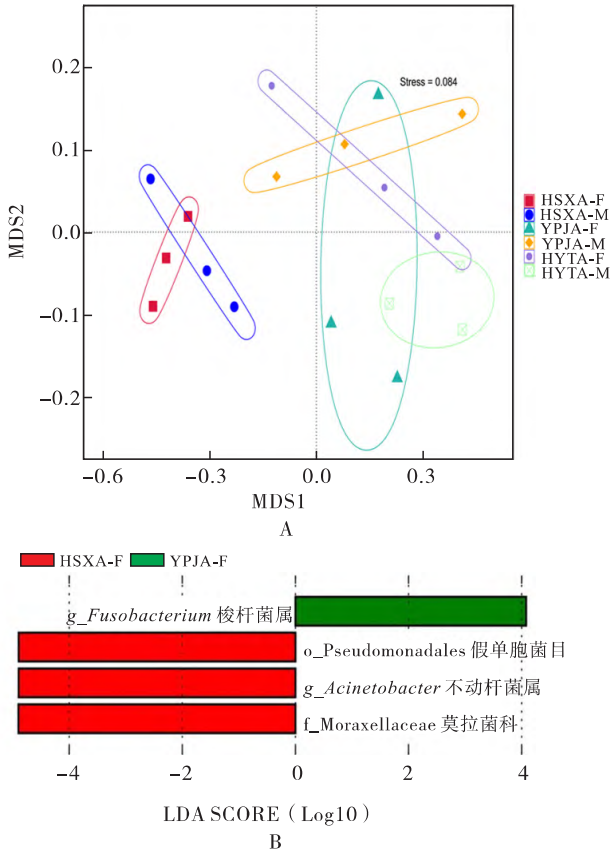 Stress = 0.084
0.2
0.1
0.0
−0.1
−0.2
MDS2
−0.6
−0.3
0.0
0.3
MDS1
HSXA-F
HSXA-M
YPJA-F
YPJA-M
HYTA-F
HYTA-M
A
HSXA-F YPJA-F
g_Fusobacterium 梭杆菌属
o_Pseudomonadales 假单胞菌目
g_Acinetobacter 不动杆菌属
f_Moraxellaceae 莫拉菌科
−4 −2 0 2 4
LDA SCORE（Log10）
B